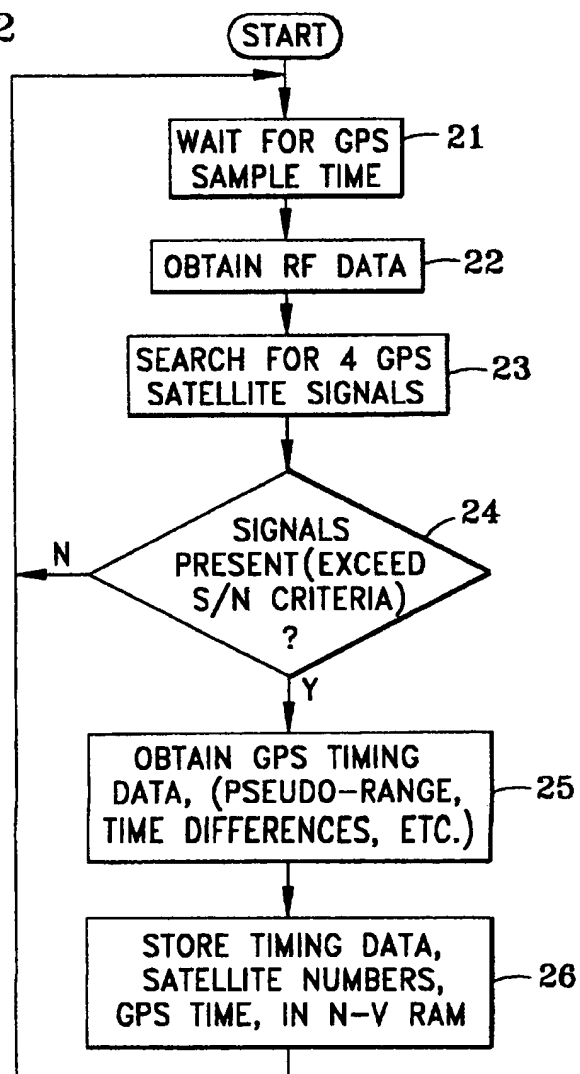 2
START
WAIT FOR GPS
SAMPLE TIME
21
OBTAIN RF DATA
22
SEARCH FOR 4 GPS
SATELLITE SIGNALS
23
SIGNALS
PRESENT(EXCEED
S/N CRITERIA)
?
24
N
Y
OBTAIN GPS TIMING
DATA, (PSEUDO-RANGE,
TIME DIFFERENCES, ETC.)
25
STORE TIMING DATA,
SATELLITE NUMBERS,
GPS TIME, IN N-V RAM
26